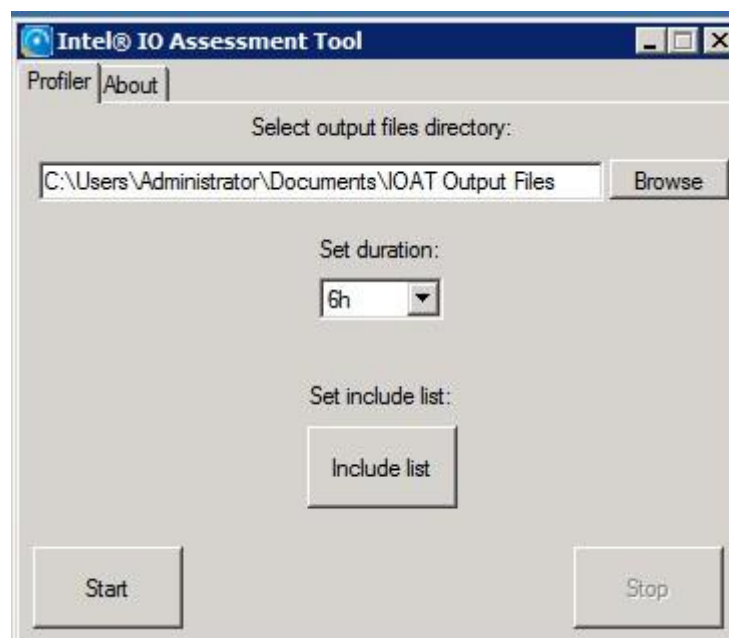 Intel® IO Assessment Tool
Profiler About
Select output files directory:
C:\Users\Administrator\Documents\IOAT Output Files Browse
Set duration:
6h
Set include list:
Include list
Start Stop